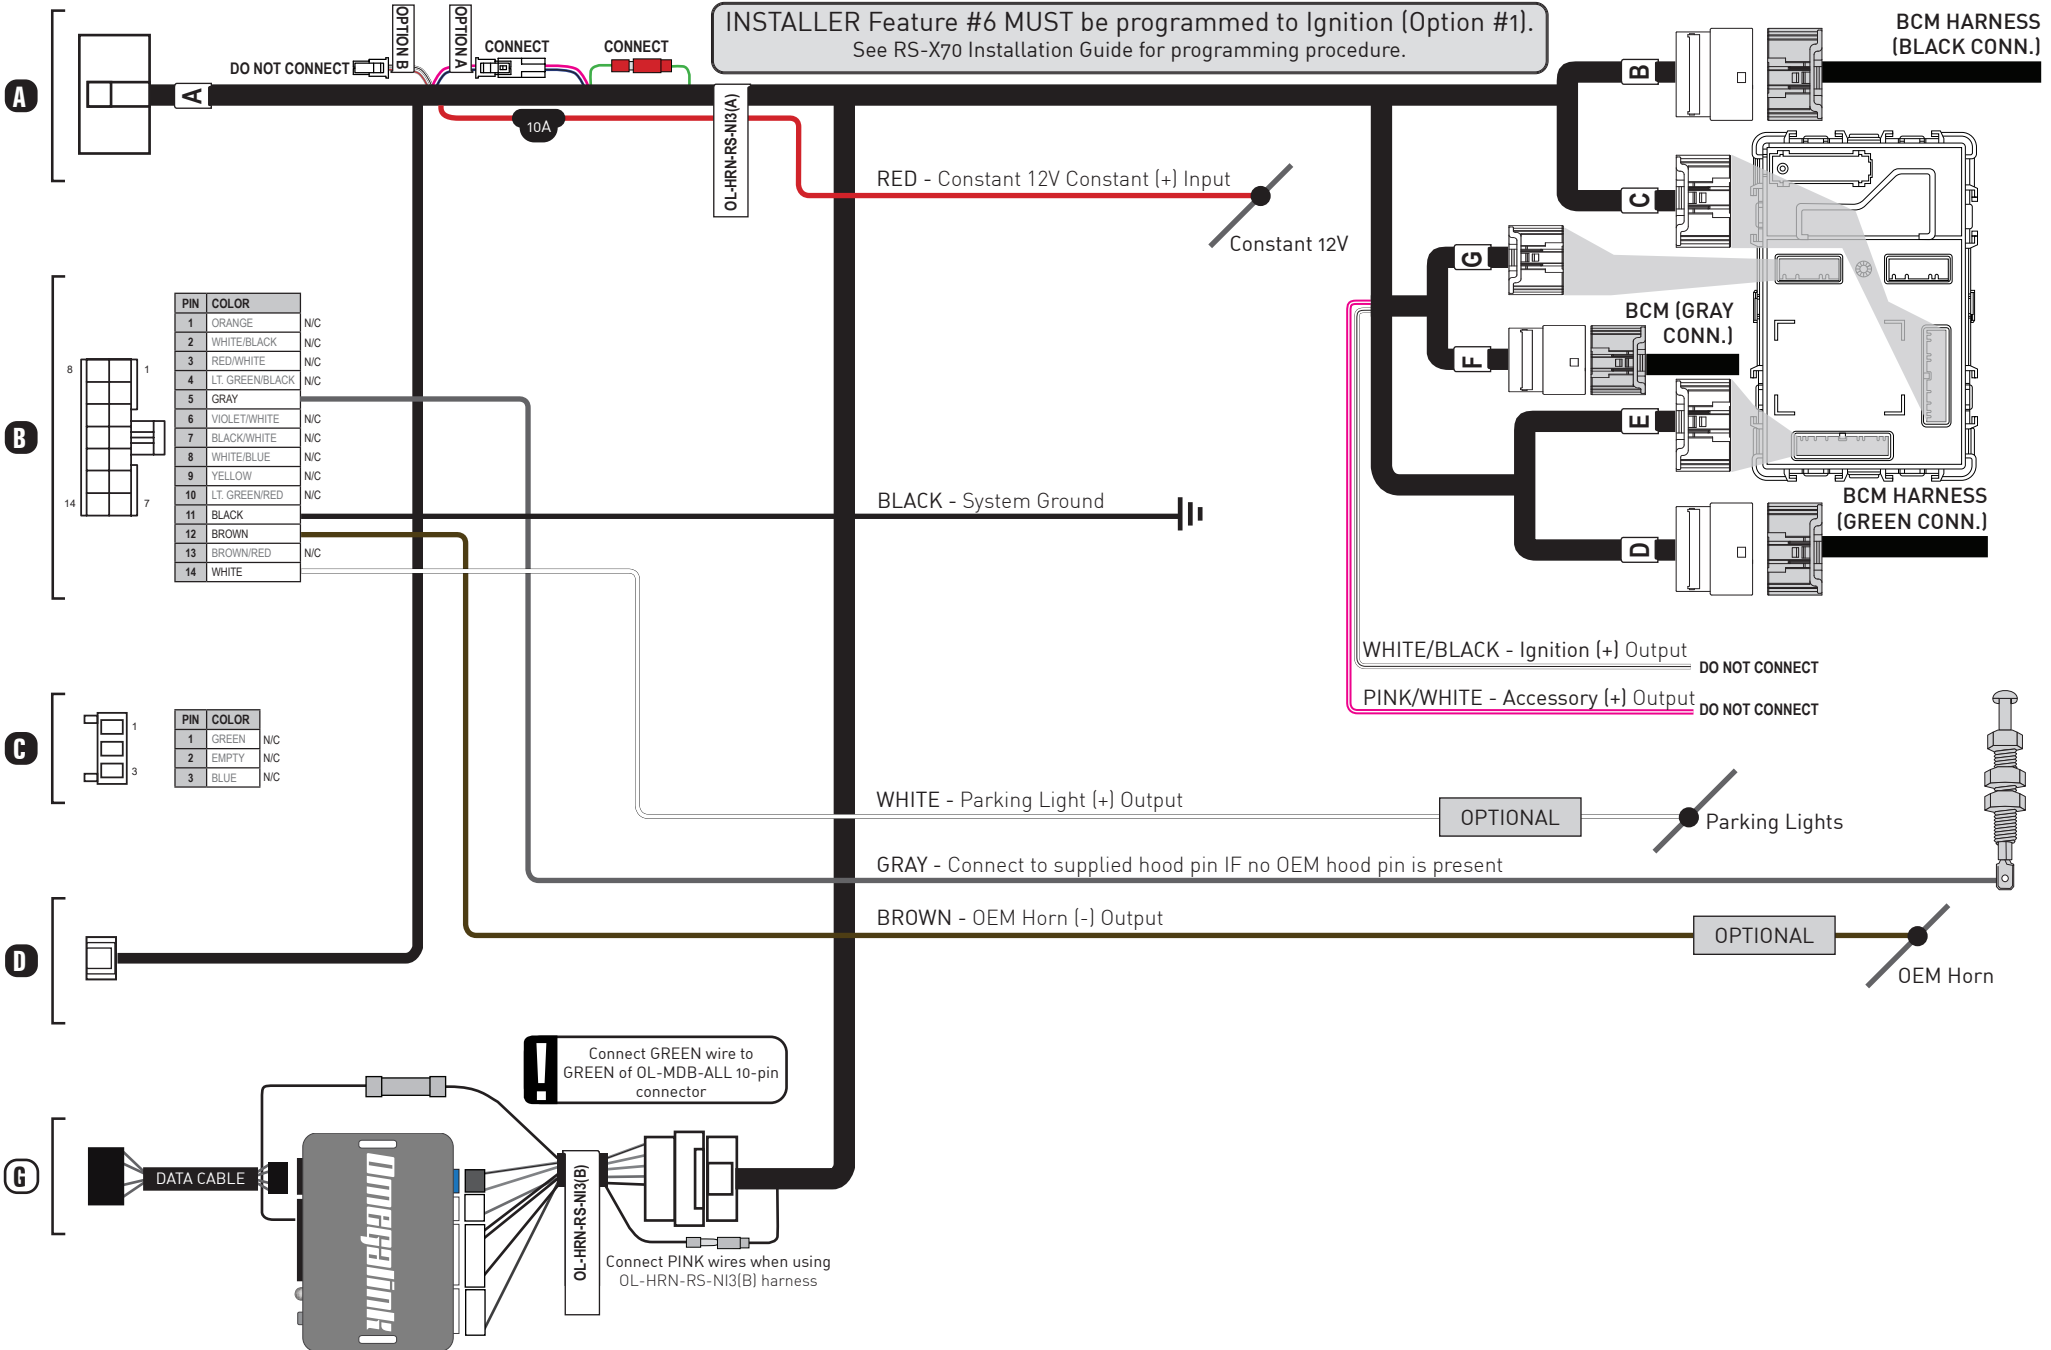 INSTALLER Feature #6 MUST be programmed to Ignition (Option #1).
See RS-X70 Installation Guide for programming procedure.
BCM HARNESS
(BLACK CONN.)
A
DO NOT CONNECT
OPTION B
OPTION A
CONNECT
CONNECT
A
10A
OL-HRN-RS-NI3(A)
RED - Constant 12V Constant (+) Input
Constant 12V
B
C
G
F
E
D
BCM (GRAY
CONN.)
BCM HARNESS
(GREEN CONN.)
B
8
1
14
7
PIN COLOR
1 ORANGE N/C
2 WHITE/BLACK N/C
3 RED/WHITE N/C
4 LT. GREEN/BLACK N/C
5 GRAY
6 VIOLET/WHITE N/C
7 BLACK/WHITE N/C
8 WHITE/BLUE N/C
9 YELLOW N/C
10 LT. GREEN/RED N/C
11 BLACK
12 BROWN
13 BROWN/RED N/C
14 WHITE
BLACK - System Ground
WHITE/BLACK - Ignition (+) Output
DO NOT CONNECT
PINK/WHITE - Accessory (+) Output
DO NOT CONNECT
C
1
3
PIN COLOR
1 GREEN N/C
2 EMPTY N/C
3 BLUE N/C
WHITE - Parking Light (+) Output
OPTIONAL
Parking Lights
GRAY - Connect to supplied hood pin IF no OEM hood pin is present
BROWN - OEM Horn (-) Output
OPTIONAL
OEM Horn
D
!
Connect GREEN wire to
GREEN of OL-MDB-ALL 10-pin
connector
G
DATA CABLE
Omegalink
OL-HRN-RS-NI3(B)
Connect PINK wires when using
OL-HRN-RS-NI3(B) harness